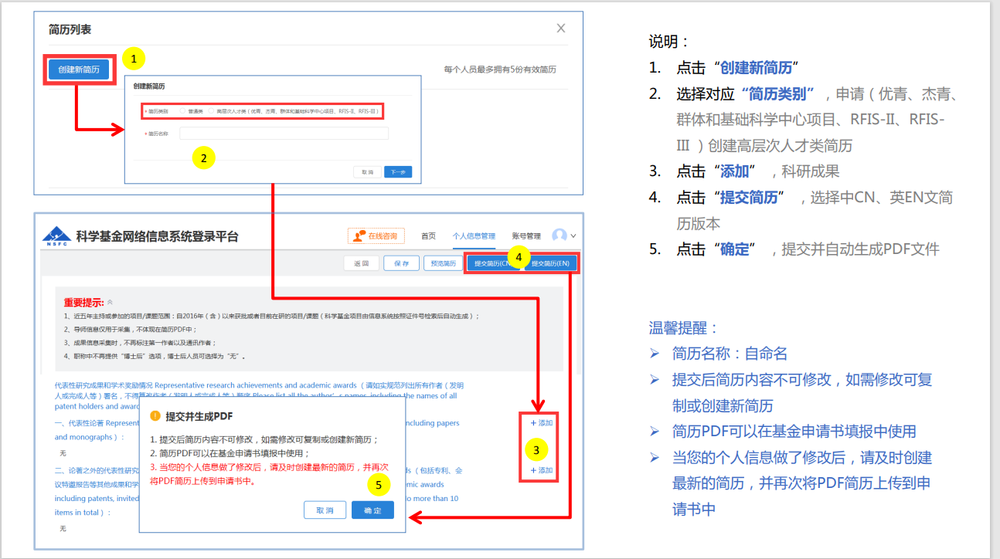 简历列表
创建新简历
1
每个人员最多拥有5份有效简历
创建新简历
* 简历类别 普通类 高层次人才类（优青、杰青、群体和基础科学中心项目、RFIS-II、RFIS-III）
* 简历名称
2
取 消 下一步
NSFC
科学基金网络信息系统登录平台
在线咨询 首页 个人信息管理 账号管理
返 回 保 存 预览简历 提交简历(CN 4 提交简历(EN)
重要提示:
1、近五年主持或参加的项目/课题范围：自2016年（含）以来获批或者目前在研的项目/课题（科学基金项目由信息系统按照证件号检索后自动生成）；
2、导师信息仅用于采集，不体现在简历PDF中；
3、成果信息采集时，不再标注第一作者以及通讯作者；
4、职称中不再提供“博士后”选项，博士后人员可选择为“无”。
代表性研究成果和学术奖励情况 Representative research achievements and academic awards （请如实规范列出所有作者（发明
人或完成人等）署名，不得篡改作者（发明人或完成人等）顺序 Please list all the author’s names, including the names of all
patent holders and award
一、代表性论著 Represent ncluding papers
and monographs）：
+ 添加
无
3
二、论著之外的代表性研究 ds（包括专利、会
+ 添加
议特邀报告等其他成果和学 mic awards
including patents, invited o more than 10
items in total）：
无
提交并生成PDF
1. 提交后简历内容不可修改，如需修改可复制或创建新简历；
2. 简历PDF可以在基金申请书填报中使用；
3. 当您的个人信息做了修改后，请及时创建最新的简历，并再次
将PDF简历上传到申请书中。
5
取 消 确 定
说明：
1. 点击“创建新简历”
2. 选择对应“简历类别”，申请（优青、杰青、
群体和基础科学中心项目、RFIS-II、RFIS-
III ）创建高层次人才类简历
3. 点击“添加”，科研成果
4. 点击“提交简历”，选择中CN、英EN文简
历版本
5. 点击“确定”，提交并自动生成PDF文件
温馨提醒：
简历名称：自命名
提交后简历内容不可修改，如需修改可复
制或创建新简历
简历PDF可以在基金申请书填报中使用
当您的个人信息做了修改后，请及时创建
最新的简历，并再次将PDF简历上传到申
请书中